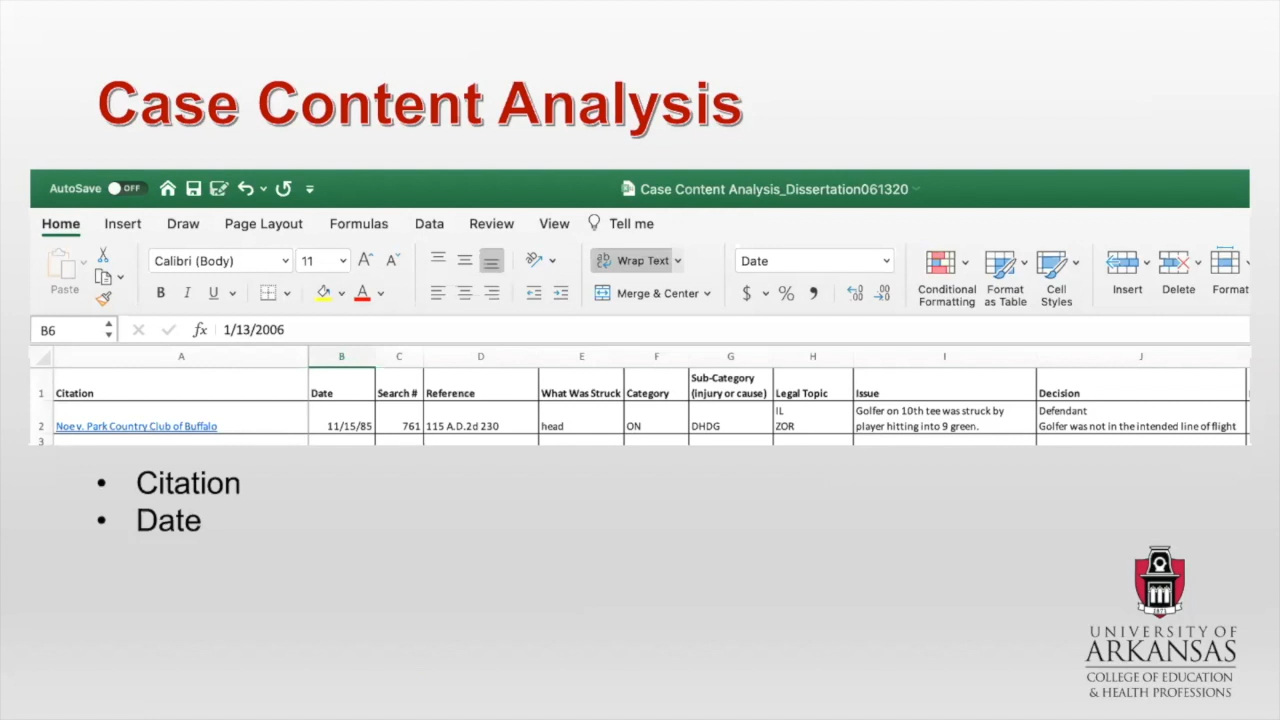 Case Content Analysis
AutoSave OFF Case Content Analysis_Dissertation061320
Home Insert Draw Page Layout Formulas Data Review View Tell me
Paste Calibri (Body) 11 A A Wrap Text Date Conditional Formatting Format as Table Cell Styles Insert Delete Format
B I U A Merge & Center $ %
B6 fx 1/13/2006
A B C D E F G H I J
1 Citation Date Search # Reference What Was Struck Category Sub-Category (injury or cause) Legal Topic Issue Decision
2 Noe v. Park Country Club of Buffalo 11/15/85 761 115 A.D.2d 230 head ON DHDG IL ZOR Golfer on 10th tee was struck by player hitting into 9 green. Defendant Golfer was not in the intended line of flight
3
• Citation
• Date
1871
UNIVERSITY OF
ARKANSAS
COLLEGE OF EDUCATION
& HEALTH PROFESSIONS